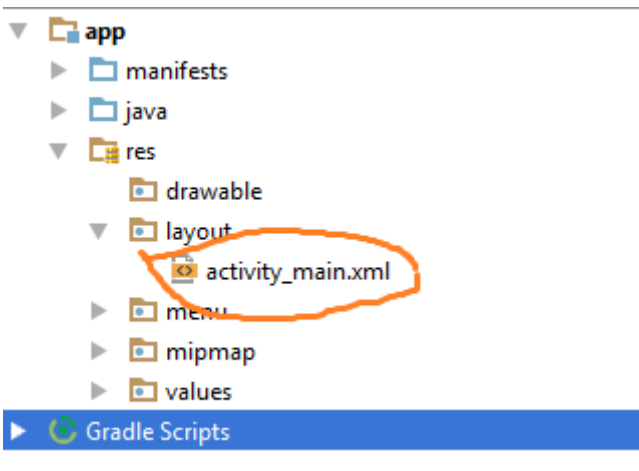 app
manifests
java
res
drawable
layout
activity_main.xml
menu
mipmap
values
Gradle Scripts